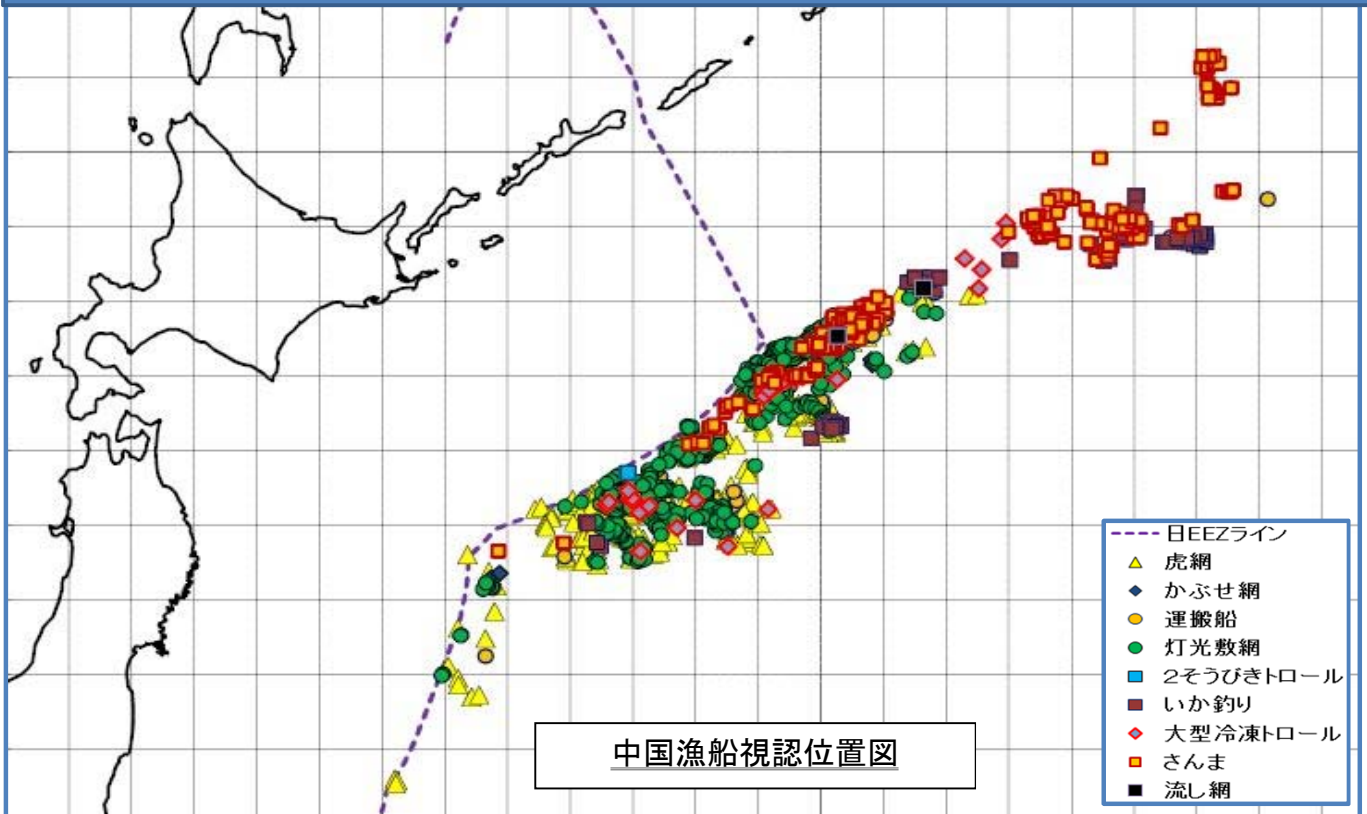 日EEZライン
虎網
かぶせ網
運搬船
灯光敷網
2そうびきトロール
いか釣り
大型冷凍トロール
さんま
流し網
中国漁船視認位置図